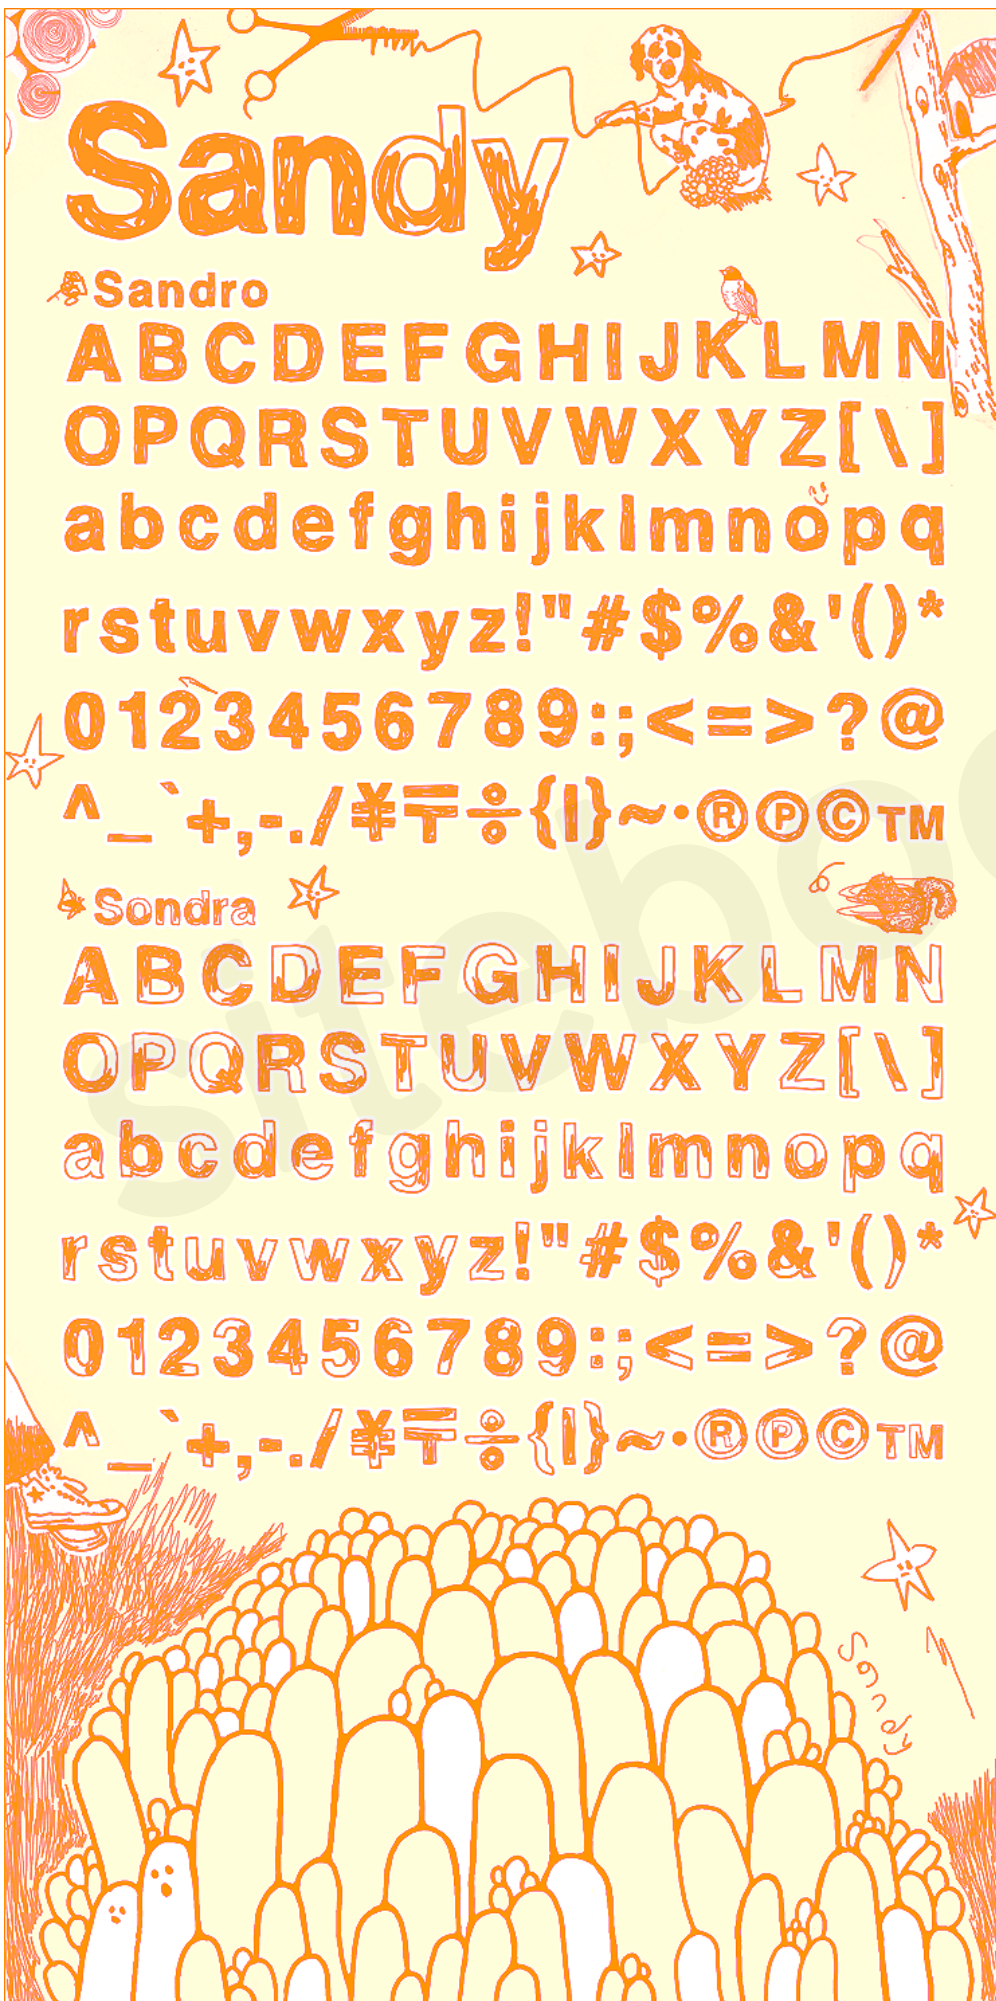 Sandy
Sandro
ABCDEFGHIJKLMN
OPQRSTUVWXYZ[\]
abcdefghijklmnopq
rstuvwxyz!"#$%&'()*
0123456789:;<=>?@
^_`+,-./¥〒÷{|}~·®℗©™
Sondra
ABCDEFGHIJKLMN
OPQRSTUVWXYZ[\]
abcdefghijklmnopq
rstuvwxyz!"#$%&'()*
0123456789:;<=>?@
^_`+,-./¥〒÷{|}~·®℗©™
Sandy